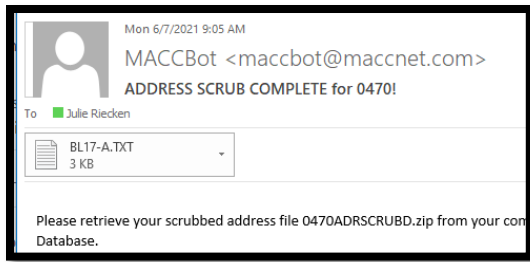 Mon 6/7/2021 9:05 AM
MACCBot <maccbot@maccnet.com>
ADDRESS SCRUB COMPLETE for 0470!
To Julie Riecken
BL17-A.TXT
3 KB
Please retrieve your scrubbed address file 0470ADRSCRUBD.zip from your
Database.